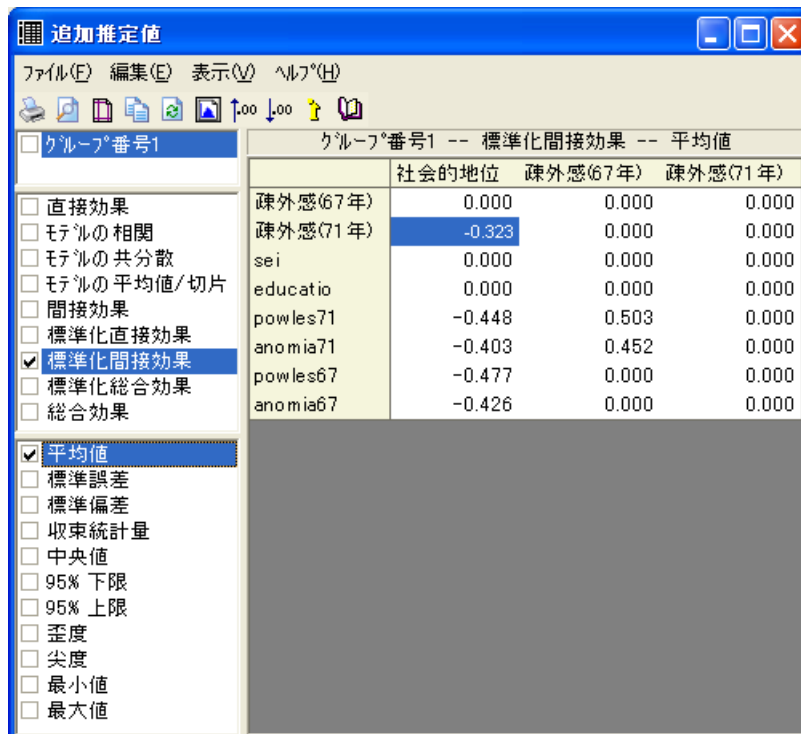 追加推定値
ファイル(F) 編集(E) 表示(V) ヘルプ(H)
グループ番号1
直接効果
モデルの相関
モデルの共分散
モデルの平均値/切片
間接効果
標準化直接効果
標準化間接効果
標準化総合効果
総合効果
平均値
標準誤差
標準偏差
収束統計量
中央値
95% 下限
95% 上限
歪度
尖度
最小値
最大値
グループ番号1 -- 標準化間接効果 -- 平均値
社会的地位 疎外感(67年) 疎外感(71年)
疎外感(67年) 0.000 0.000 0.000
疎外感(71年) -0.323 0.000 0.000
sei 0.000 0.000 0.000
educatio 0.000 0.000 0.000
powles71 -0.448 0.503 0.000
anomia71 -0.403 0.452 0.000
powles67 -0.477 0.000 0.000
anomia67 -0.426 0.000 0.000